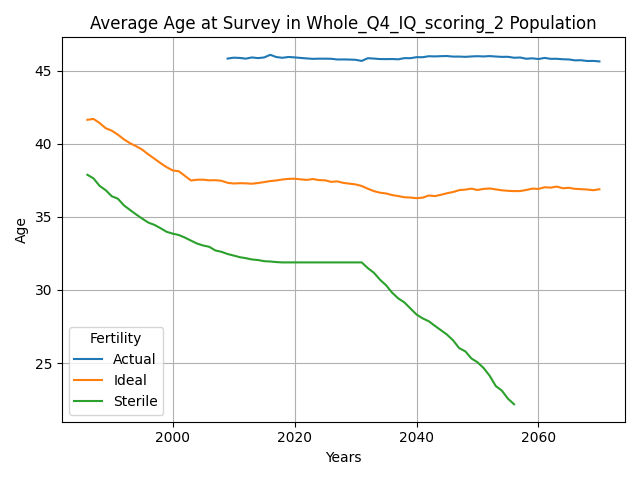 Average Age at Survey in Whole_Q4_IQ_scoring_2 Population
45
40
35
30
25
Age
Fertility
Actual
Ideal
Sterile
2000 2020 2040 2060
Years